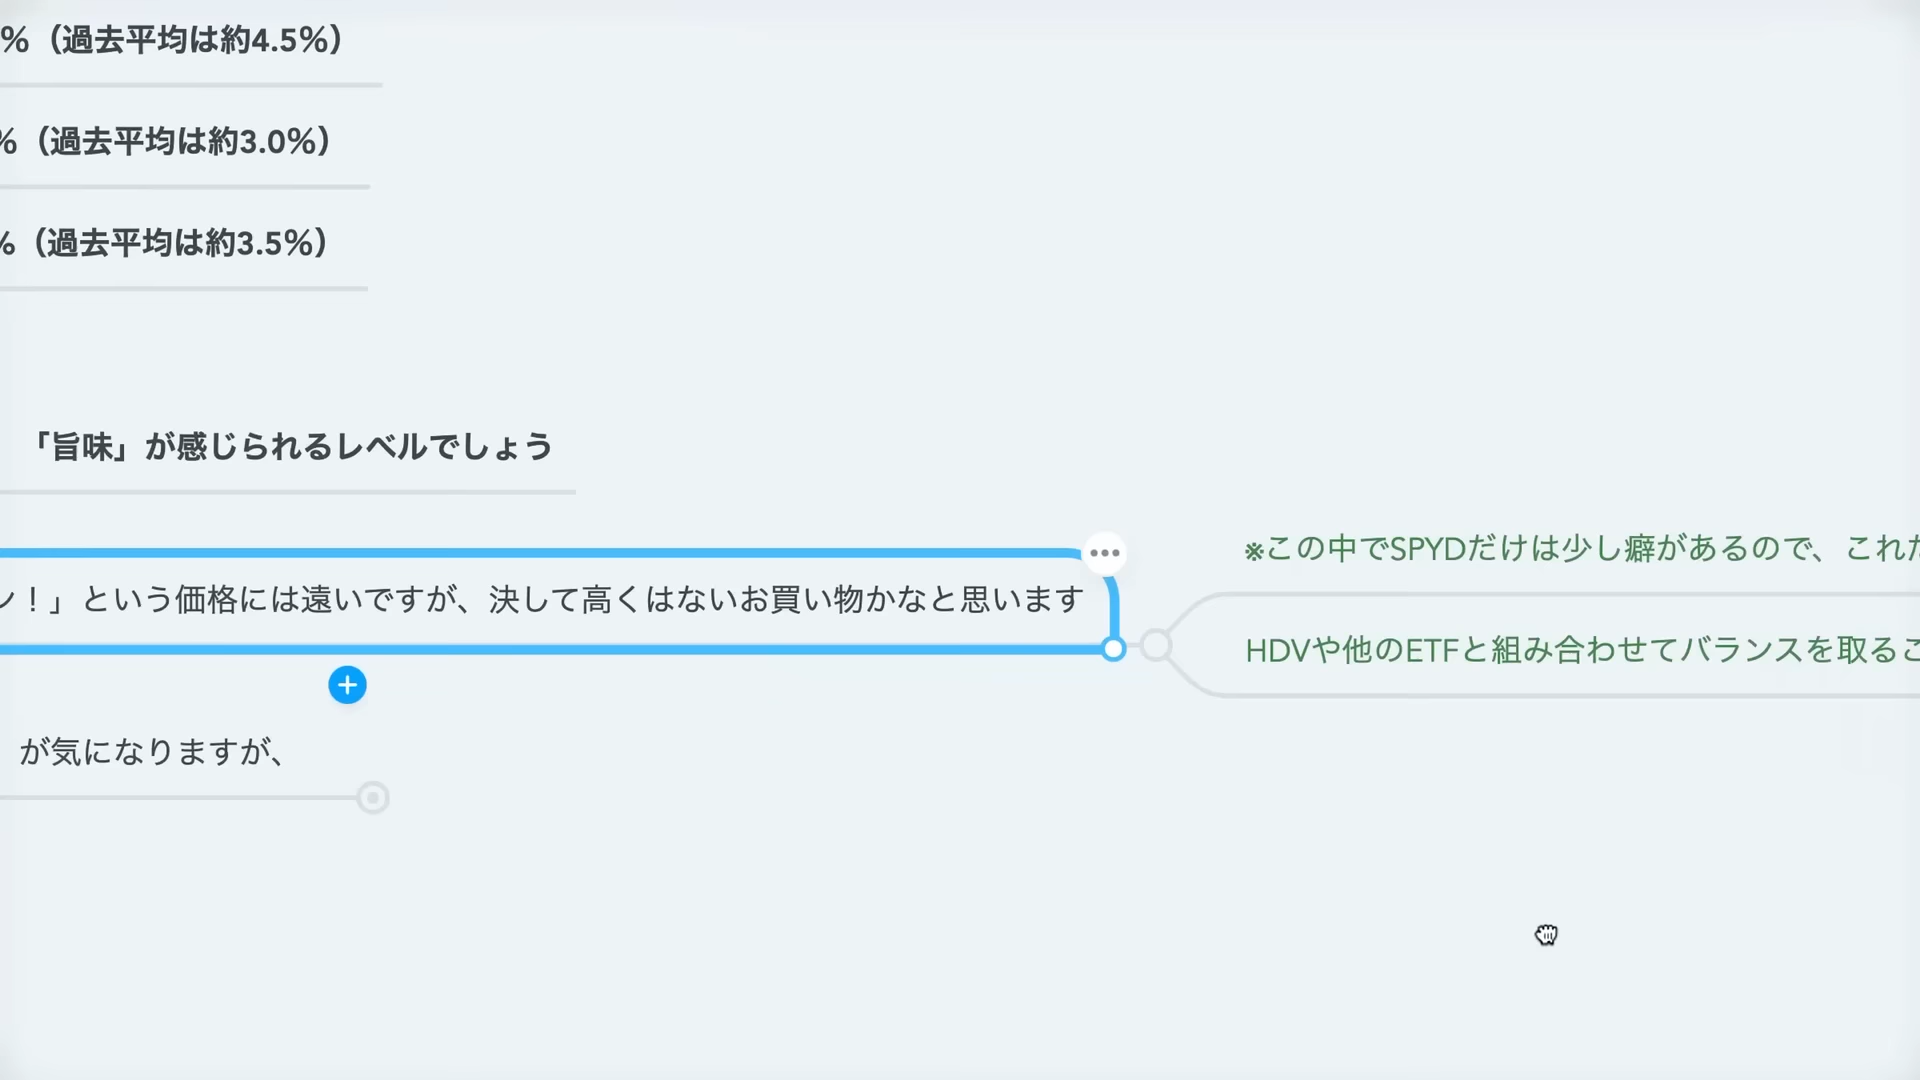 %（過去平均は約4.5%）
%（過去平均は約3.0%）
%（過去平均は約3.5%）
「旨味」が感じられるレベルでしょう
！」という価格には遠いですが、決して高くはないお買い物かなと思います
※この中でSPYDだけは少し癖があるので、これ
HDVや他のETFと組み合わせてバランスを取る
が気になりますが、